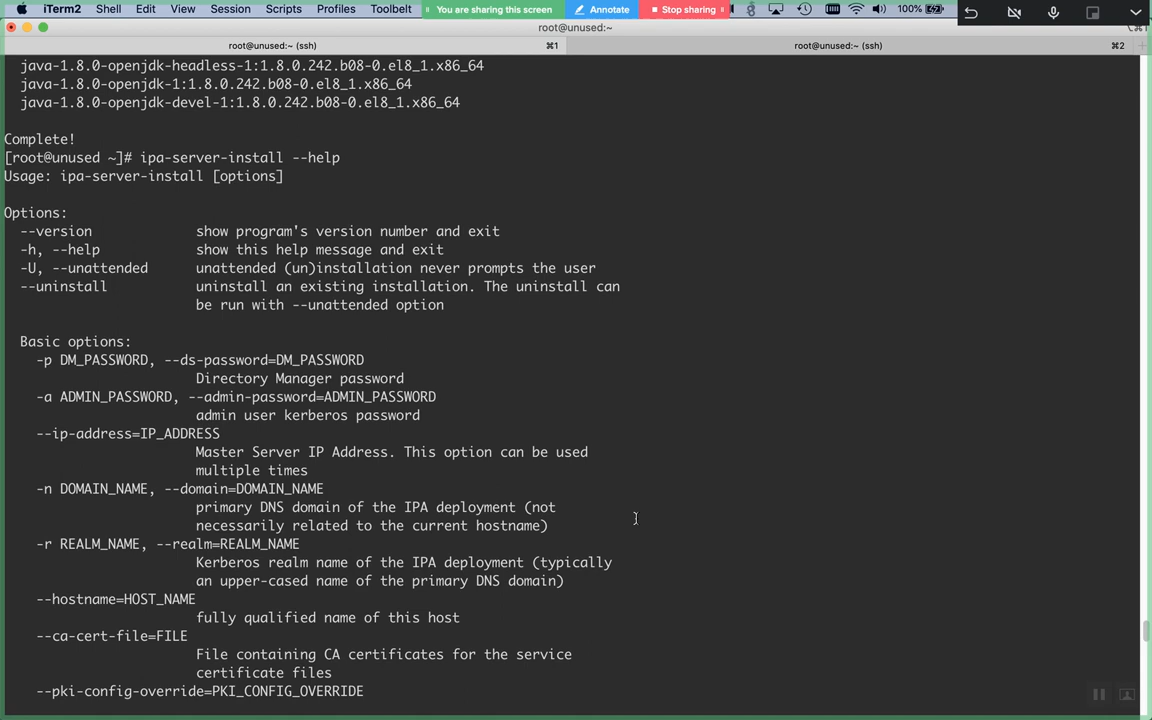 iTerm2 Shell Edit View Session Scripts Profiles Toolbelt You are sharing this screen Annotate Stop sharing 100%
root@unused:~
root@unused:~ (ssh) ⌘1 root@unused:~ (ssh) ⌘2
java-1.8.0-openjdk-headless-1:1.8.0.242.b08-0.el8_1.x86_64
java-1.8.0-openjdk-1:1.8.0.242.b08-0.el8_1.x86_64
java-1.8.0-openjdk-devel-1:1.8.0.242.b08-0.el8_1.x86_64
Complete!
[root@unused ~]# ipa-server-install --help
Usage: ipa-server-install [options]
Options:
--version show program's version number and exit
-h, --help show this help message and exit
-U, --unattended unattended (un)installation never prompts the user
--uninstall uninstall an existing installation. The uninstall can
be run with --unattended option
Basic options:
-p DM_PASSWORD, --ds-password=DM_PASSWORD
Directory Manager password
-a ADMIN_PASSWORD, --admin-password=ADMIN_PASSWORD
admin user kerberos password
--ip-address=IP_ADDRESS
Master Server IP Address. This option can be used
multiple times
-n DOMAIN_NAME, --domain=DOMAIN_NAME
primary DNS domain of the IPA deployment (not
necessarily related to the current hostname)
-r REALM_NAME, --realm=REALM_NAME
Kerberos realm name of the IPA deployment (typically
an upper-cased name of the primary DNS domain)
--hostname=HOST_NAME
fully qualified name of this host
--ca-cert-file=FILE
File containing CA certificates for the service
certificate files
--pki-config-override=PKI_CONFIG_OVERRIDE